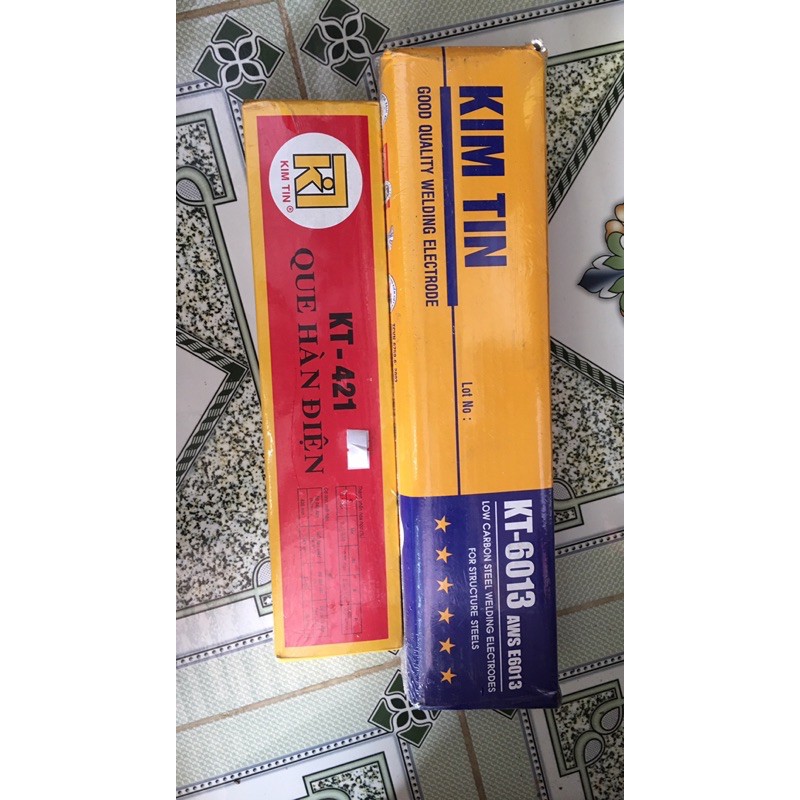 KIM TIN ®
KT - 421
QUE HÀN ĐIỆN
KIM TIN
GOOD QUALITY WELDING ELECTRODE
Lot No :
KT-6013 AWS E6013
LOW CARBON STEEL WELDING ELECTRODES
FOR STRUCTURE STEELS